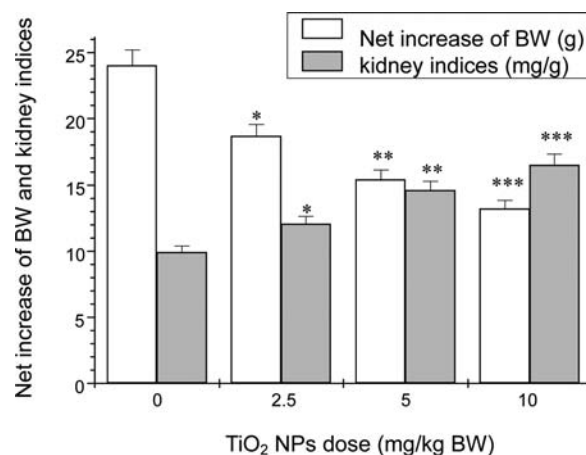 Net increase of BW (g)
kidney indices (mg/g)
Net increase of BW and kidney indices
25
20
15
10
5
0
*
*
**
**
***
***
0 2.5 5 10
TiO₂ NPs dose (mg/kg BW)